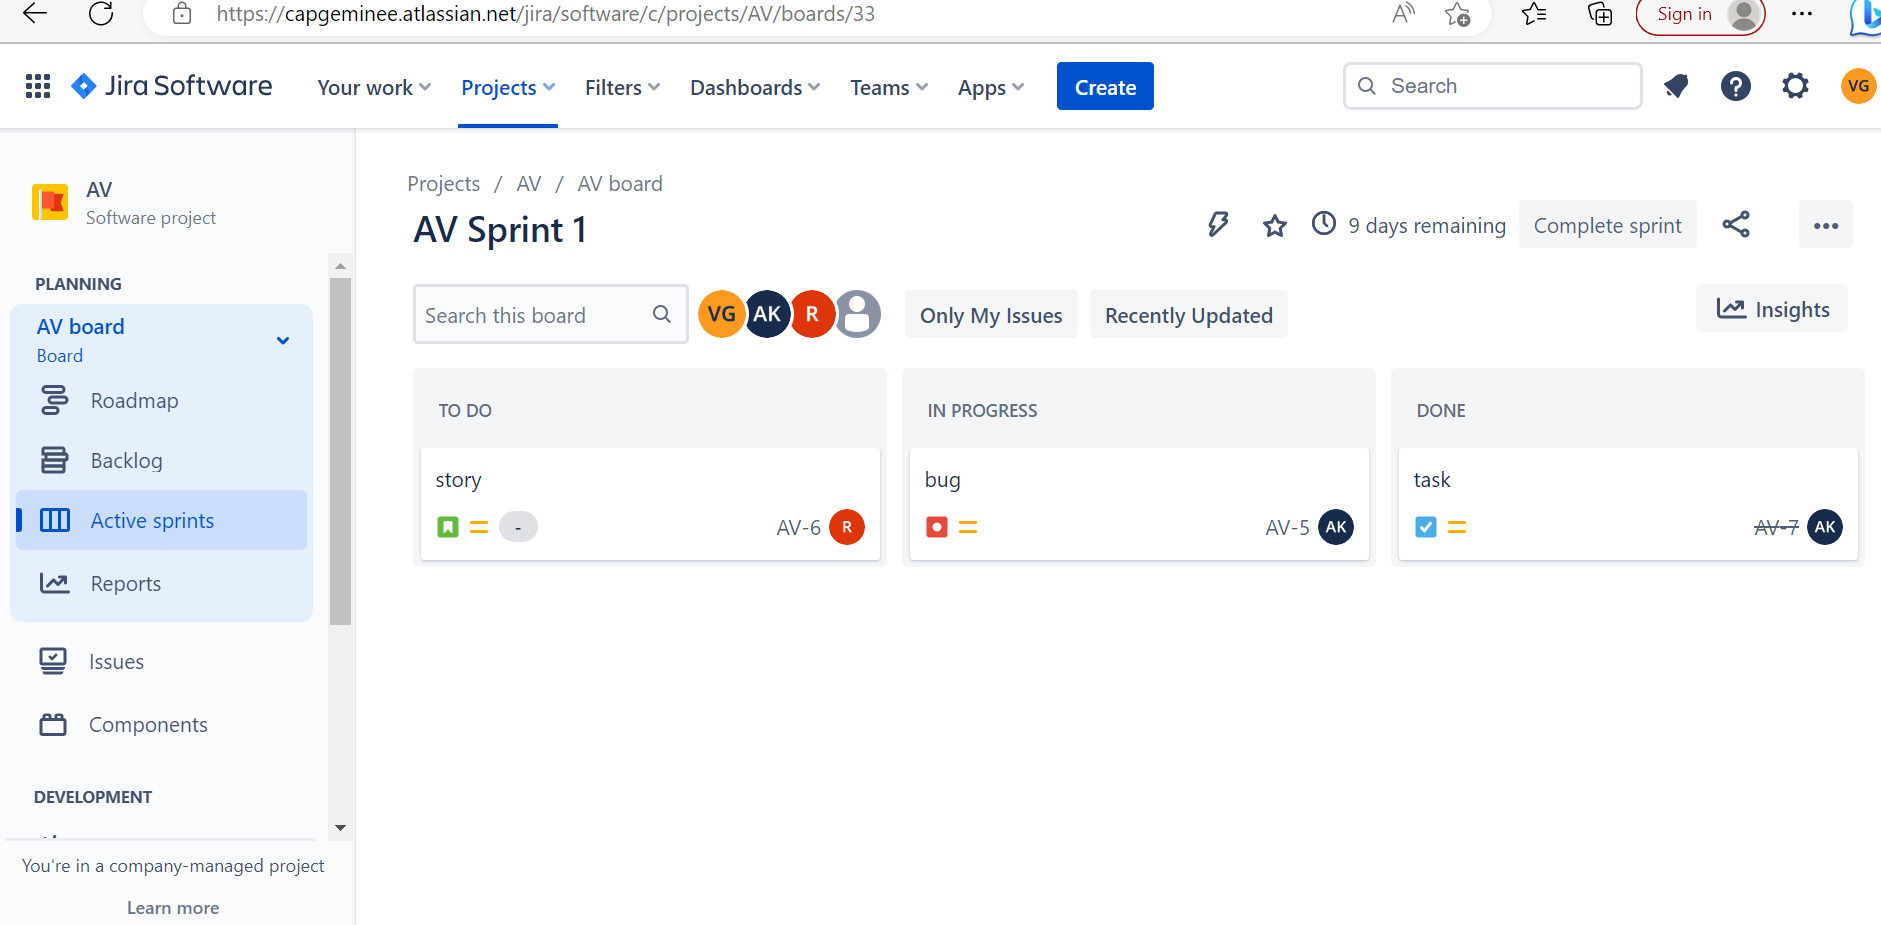 https://capgeminee.atlassian.net/jira/software/c/projects/AV/boards/33
Sign in
Jira Software
Your work
Projects
Filters
Dashboards
Teams
Apps
Create
Search
VG
AV
Software project
PLANNING
AV board
Board
Roadmap
Backlog
Active sprints
Reports
Issues
Components
DEVELOPMENT
You're in a company-managed project
Learn more
Projects / AV / AV board
AV Sprint 1
9 days remaining
Complete sprint
Search this board
VG
AK
R
Only My Issues
Recently Updated
Insights
TO DO
story
-
AV-6
R
IN PROGRESS
bug
AV-5
AK
DONE
task
AV-7
AK